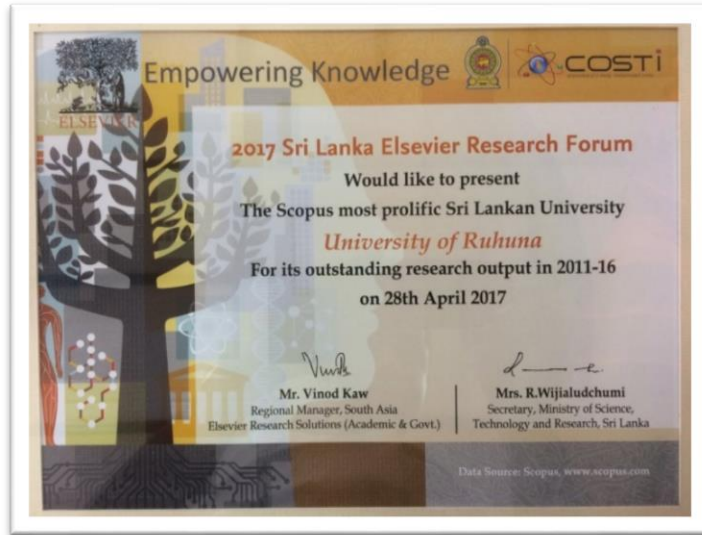 Empowering Knowledge
COSTI
ELSEVIER
2017 Sri Lanka Elsevier Research Forum
Would like to present
The Scopus most prolific Sri Lankan University
University of Ruhuna
For its outstanding research output in 2011-16
on 28th April 2017
Mr. Vinod Kaw
Regional Manager, South Asia
Elsevier Research Solutions (Academic & Govt.)
Mrs. R.Wijialudchumi
Secretary, Ministry of Science,
Technology and Research, Sri Lanka
Data Source: Scopus, www.scopus.com